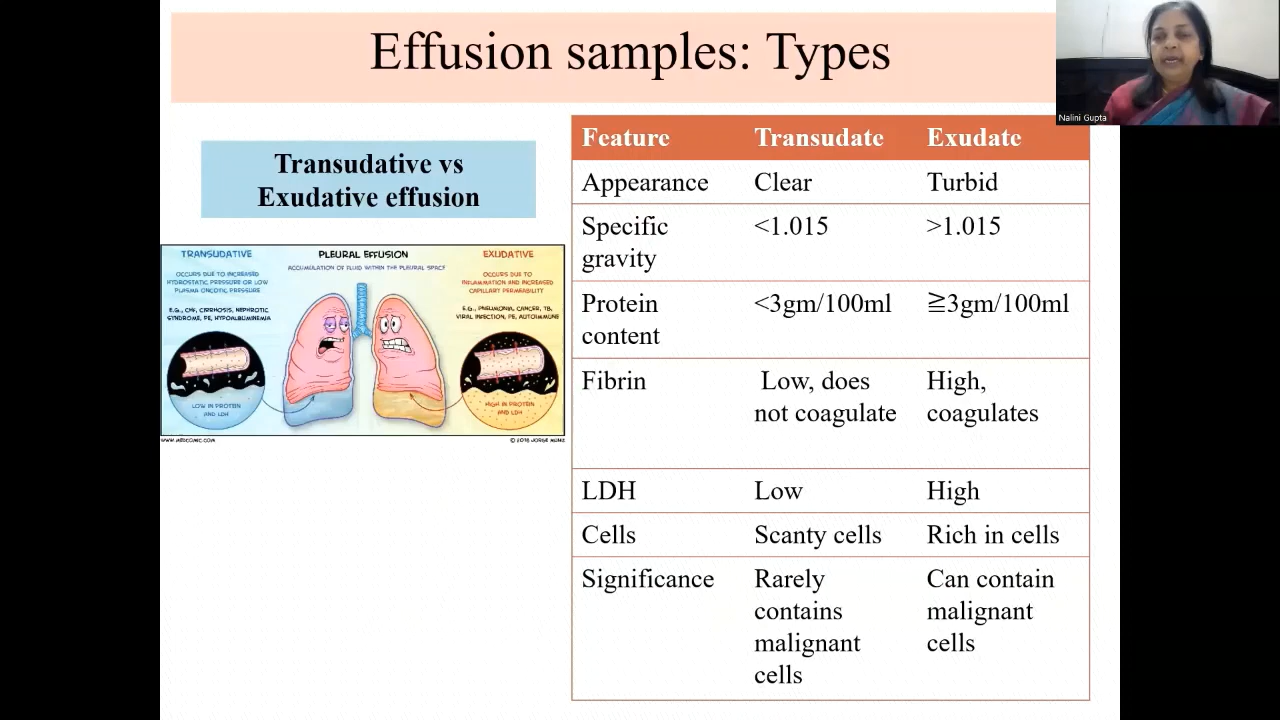 Effusion samples: Types
Nalini Gupta
Transudative vs
Exudative effusion
TRANSUDATIVE
OCCURS DUE TO INCREASED
HYDROSTATIC PRESSURE OR LOW
PLASMA ONCOTIC PRESSURE
E.G., CHF, CIRRHOSIS, NEPHROTIC
SYNDROME, PE, HYPOALBUMINEMIA
LOW IN PROTEIN
AND LDH
PLEURAL EFFUSION
ACCUMULATION OF FLUID WITHIN THE PLEURAL SPACE
EXUDATIVE
OCCURS DUE TO
INFLAMMATION AND INCREASED
CAPILLARY PERMEABILITY
E.G., PNEUMONIA, CANCER, TB,
VIRAL INFECTION, PE, AUTOIMMUNE
HIGH IN PROTEIN
AND LDH
WWW.MEDCOMIC.COM
© 2018 JORGE MUNIZ
Feature Transudate Exudate
Appearance Clear Turbid
Specific <1.015 >1.015
gravity
Protein <3gm/100ml ≧3gm/100ml
content
Fibrin Low, does High,
not coagulate coagulates
LDH Low High
Cells Scanty cells Rich in cells
Significance Rarely Can contain
contains malignant
malignant cells
cells